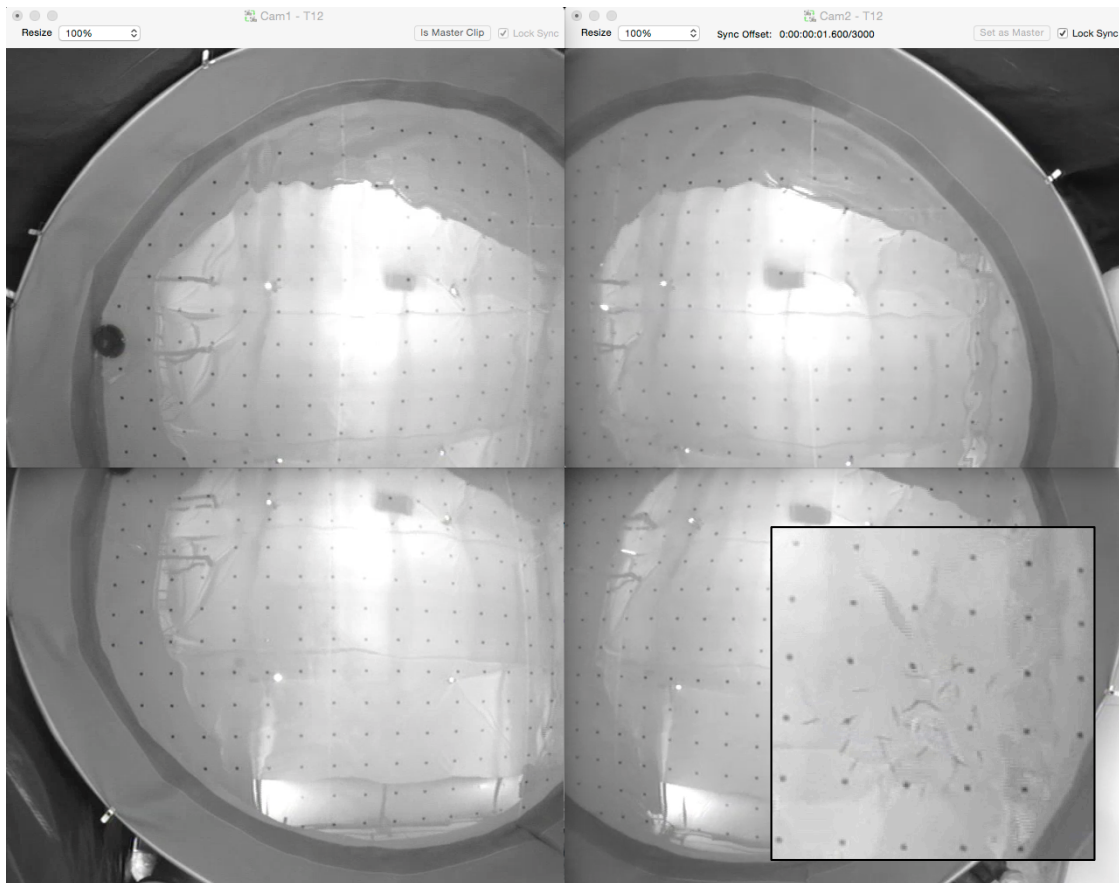 Cam1 - T12
Resize 100% Is Master Clip Lock Sync
Cam2 - T12
Resize 100% Sync Offset: 0:00:00:01.600/3000 Set as Master Lock Sync